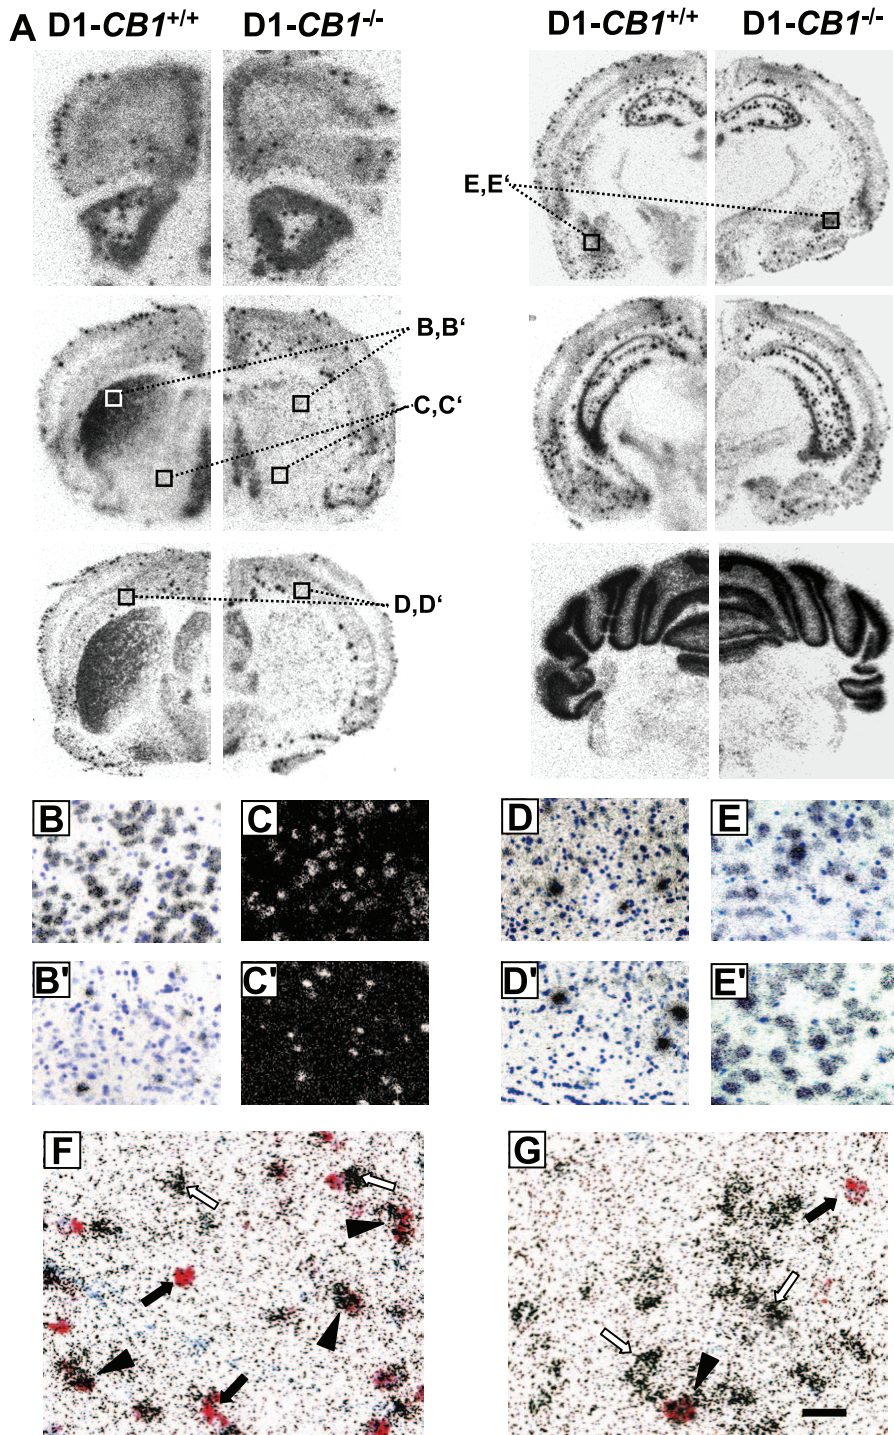 A D1-CB1+/+ D1-CB1-/- D1-CB1+/+ D1-CB1-/-
E,E‘
B,B‘
C,C‘
D,D‘
B C D E
B' C' D' E'
F G